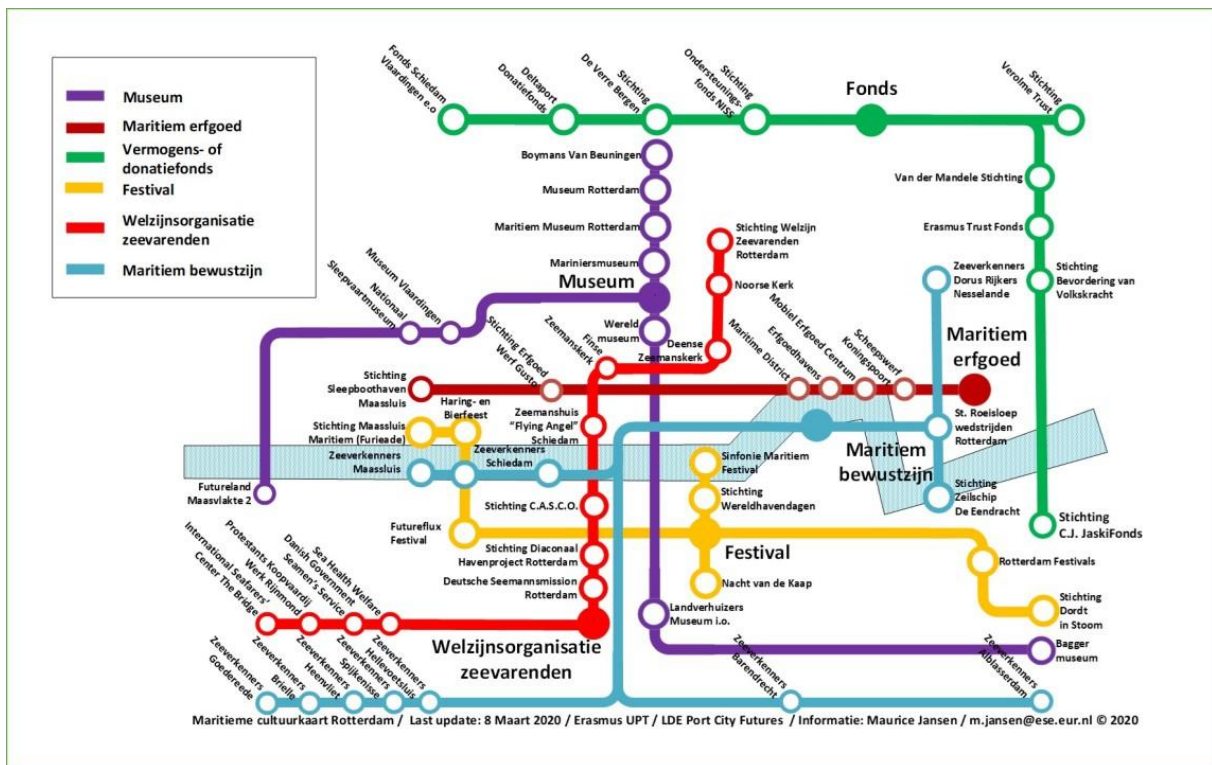 Museum
Maritiem erfgoed
Vermogens- of
donatiefonds
Festival
Welzijnsorganisatie
zeevarenden
Maritiem bewustzijn
Fonds Schiedam
Vlaardingen e.o
Deltaport
Donatiefonds
Stichting
De Verre Bergen
Stichting
Ondersteunings-
fonds NISS
Fonds
Stichting
Verolme Trust
Van der Mandele Stichting
Erasmus Trust Fonds
Stichting
Bevordering van
Volkskracht
Stichting
C.J. JaskiFonds
Boymans Van Beuningen
Museum Rotterdam
Maritiem Museum Rotterdam
Mariniersmuseum
Museum
Wereld
museum
Museum Vlaardingen
Nationaal
Sleepvaartmuseum
Futureland
Maasvlakte 2
Landverhuizers
Museum i.o.
Bagger
museum
Stichting Welzijn
Zeevarenden
Rotterdam
Noorse Kerk
Deense
Zeemanskerk
Finse
Zeemanskerk
Zeemanshuis
“Flying Angel”
Schiedam
Stichting C.A.S.C.O.
Stichting Diaconaal
Havenproject Rotterdam
Deutsche Seemannsmission
Rotterdam
Welzijnsorganisatie
zeevarenden
Sea Health Welfare
Danish Government
Seamen's Service
Protestants Koopvardij
Werk Rijnmond
International Seafarers'
Center The Bridge
Stichting
Sleepboothaven
Maassluis
Stichting Erfgoed
Werf Gusto
Maritime District
Erfgoedhavens
Mobiel Erfgoed Centrum
Scheepswerf
Koningspoort
Maritiem
erfgoed
Stichting Maassluis
Maritiem (Furieade)
Haring- en
Bierfeest
Futureflux
Festival
Sinfonie Maritiem
Festival
Stichting
Wereldhavendagen
Festival
Nacht van de Kaap
Rotterdam Festivals
Stichting
Dordt
in Stoom
Zeeverkenners
Maassluis
Zeeverkenners
Schiedam
Maritiem
bewustzijn
Zeeverkenners
Dorus Rijkers
Nesselande
St. Roeisloep
wedstrijden
Rotterdam
Stichting
Zeilschip
De Eendracht
Zeeverkenners
Goedereede
Zeeverkenners
Brielle
Zeeverkenners
Heenvliet
Zeeverkenners
Spijkenisse
Zeeverkenners
Hellevoetsluis
Zeeverkenners
Barendrecht
Zeeverkenners
Alblasserdam
Maritieme cultuurkaart Rotterdam / Last update: 8 Maart 2020 / Erasmus UPT / LDE Port City Futures / Informatie: Maurice Jansen / m.jansen@ese.eur.nl © 2020